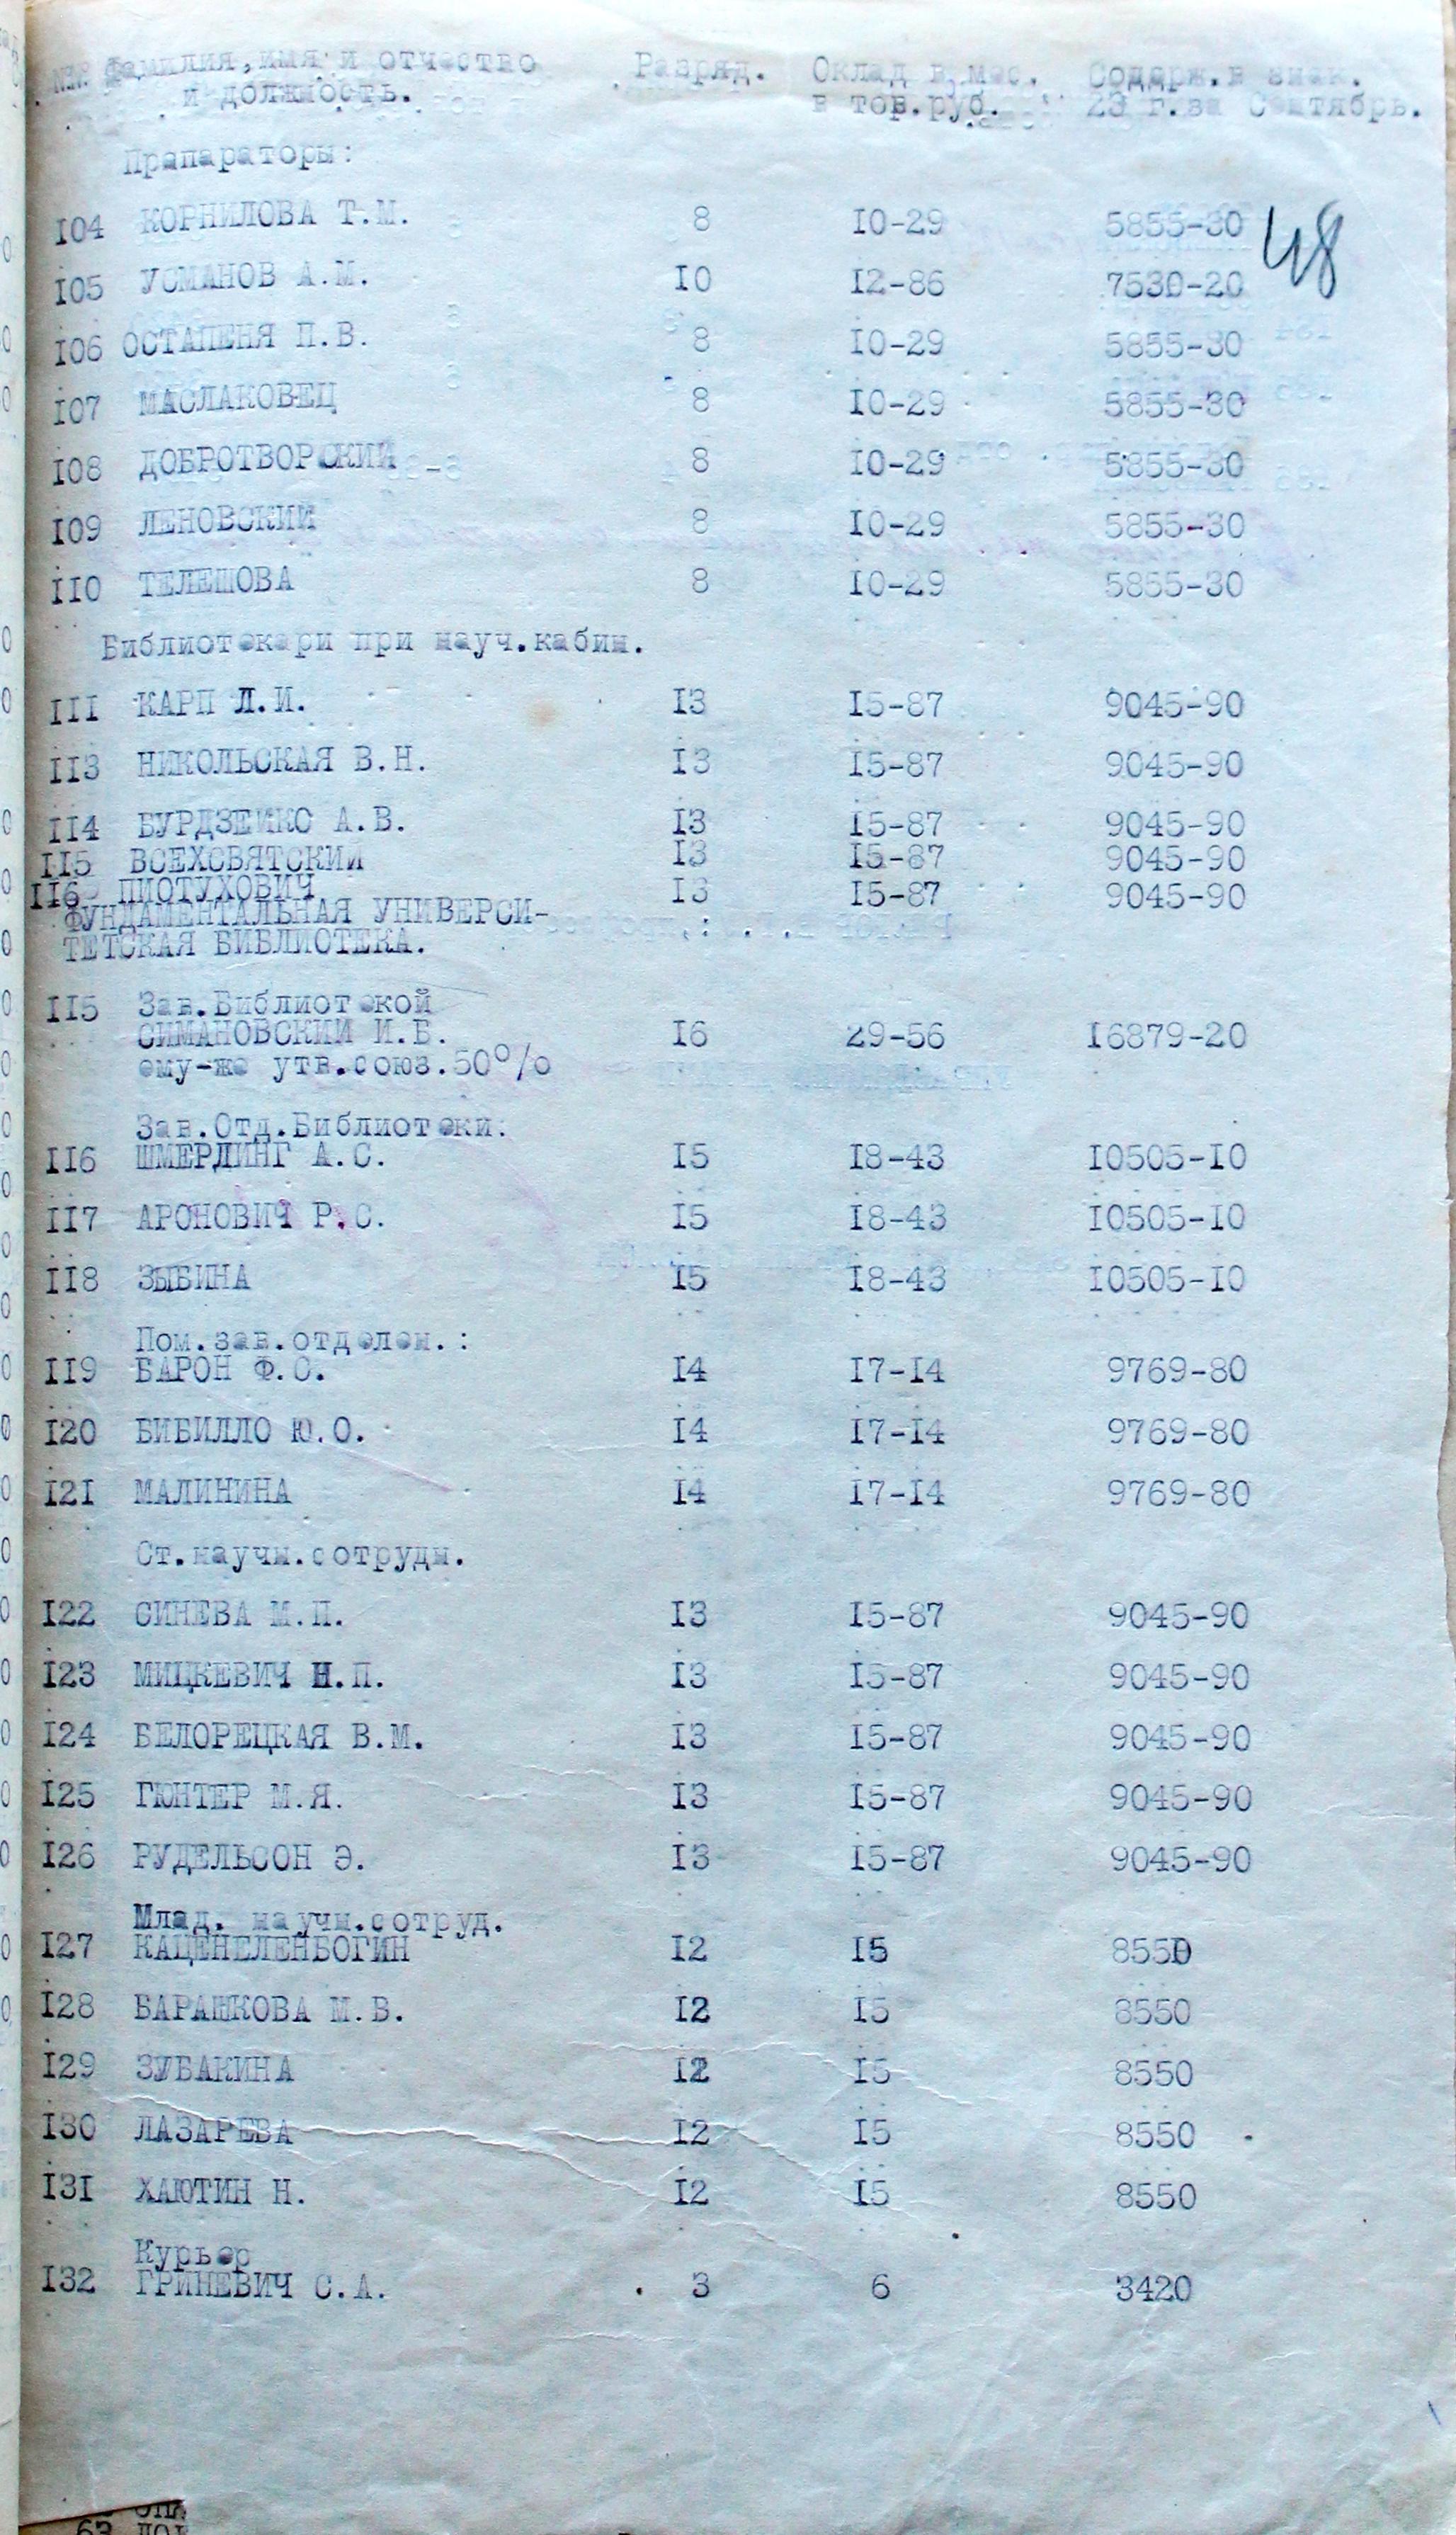 №№ Фамилия, имя и отчество Разряд. Оклад в мес. Содерж.в знак.
и должность. в тов.руб. 23 г.за Сентябрь.
Препараторы:
104 КОРНИЛОВА Т.М. 8 10-29 5855-30
48
105 УСМАНОВ А.М. 10 12-86 7530-20
106 ОСТАПЕНЯ П.В. 8 10-29 5855-30
107 МАСЛАКОВЕЦ 8 10-29 5855-30
108 ДОБРОТВОРСКИЙ 8 10-29 5855-30
109 ЛЕНОВСКИЙ 8 10-29 5855-30
110 ТЕЛЕШОВА 8 10-29 5855-30
Библиотекари при науч.кабин.
111 КАРП Л.И. 13 15-87 9045-90
113 НИКОЛЬСКАЯ В.Н. 13 15-87 9045-90
114 БУРДЗЕЙКО А.В. 13 15-87 9045-90
115 ВСЕХСВЯТСКИЙ 13 15-87 9045-90
116 ПИОТУХОВИЧ 13 15-87 9045-90
ФУНДАМЕНТАЛЬНАЯ УНИВЕРСИ-
ТЕТСКАЯ БИБЛИОТЕКА.
115 Зав.Библиотекой
СИМАНОВСКИЙ И.Б. 16 29-56 16879-20
ему-же утв.союз.50%
Зав.Отд.Библиотеки:
116 ШМЕРДИНГ А.С. 15 18-43 10505-10
117 АРОНОВИЧ Р.С. 15 18-43 10505-10
118 ЗЫБИНА 15 18-43 10505-10
Пом.зав.отделен.:
119 БАРОН Ф.С. 14 17-14 9769-80
120 БИБИЛЛО Ю.О. 14 17-14 9769-80
121 МАЛИНИНА 14 17-14 9769-80
Ст.научн.сотрудн.
122 СИНЕВА М.П. 13 15-87 9045-90
123 МИЦКЕВИЧ Н.П. 13 15-87 9045-90
124 БЕЛОРЕЦКАЯ В.М. 13 15-87 9045-90
125 ГЮНТЕР М.Я. 13 15-87 9045-90
126 РУДЕЛЬСОН Э. 13 15-87 9045-90
Млад. научн.сотруд.
127 КАЦЕНЕЛЕНБОГИН 12 15 8550
128 БАРАШКОВА М.В. 12 15 8550
129 ЗУБАКИНА 12 15 8550
130 ЛАЗАРЕВА 12 15 8550
131 ХАЮТИН Н. 12 15 8550
Курьер
132 ГРИНЕВИЧ С.А. 3 6 3420